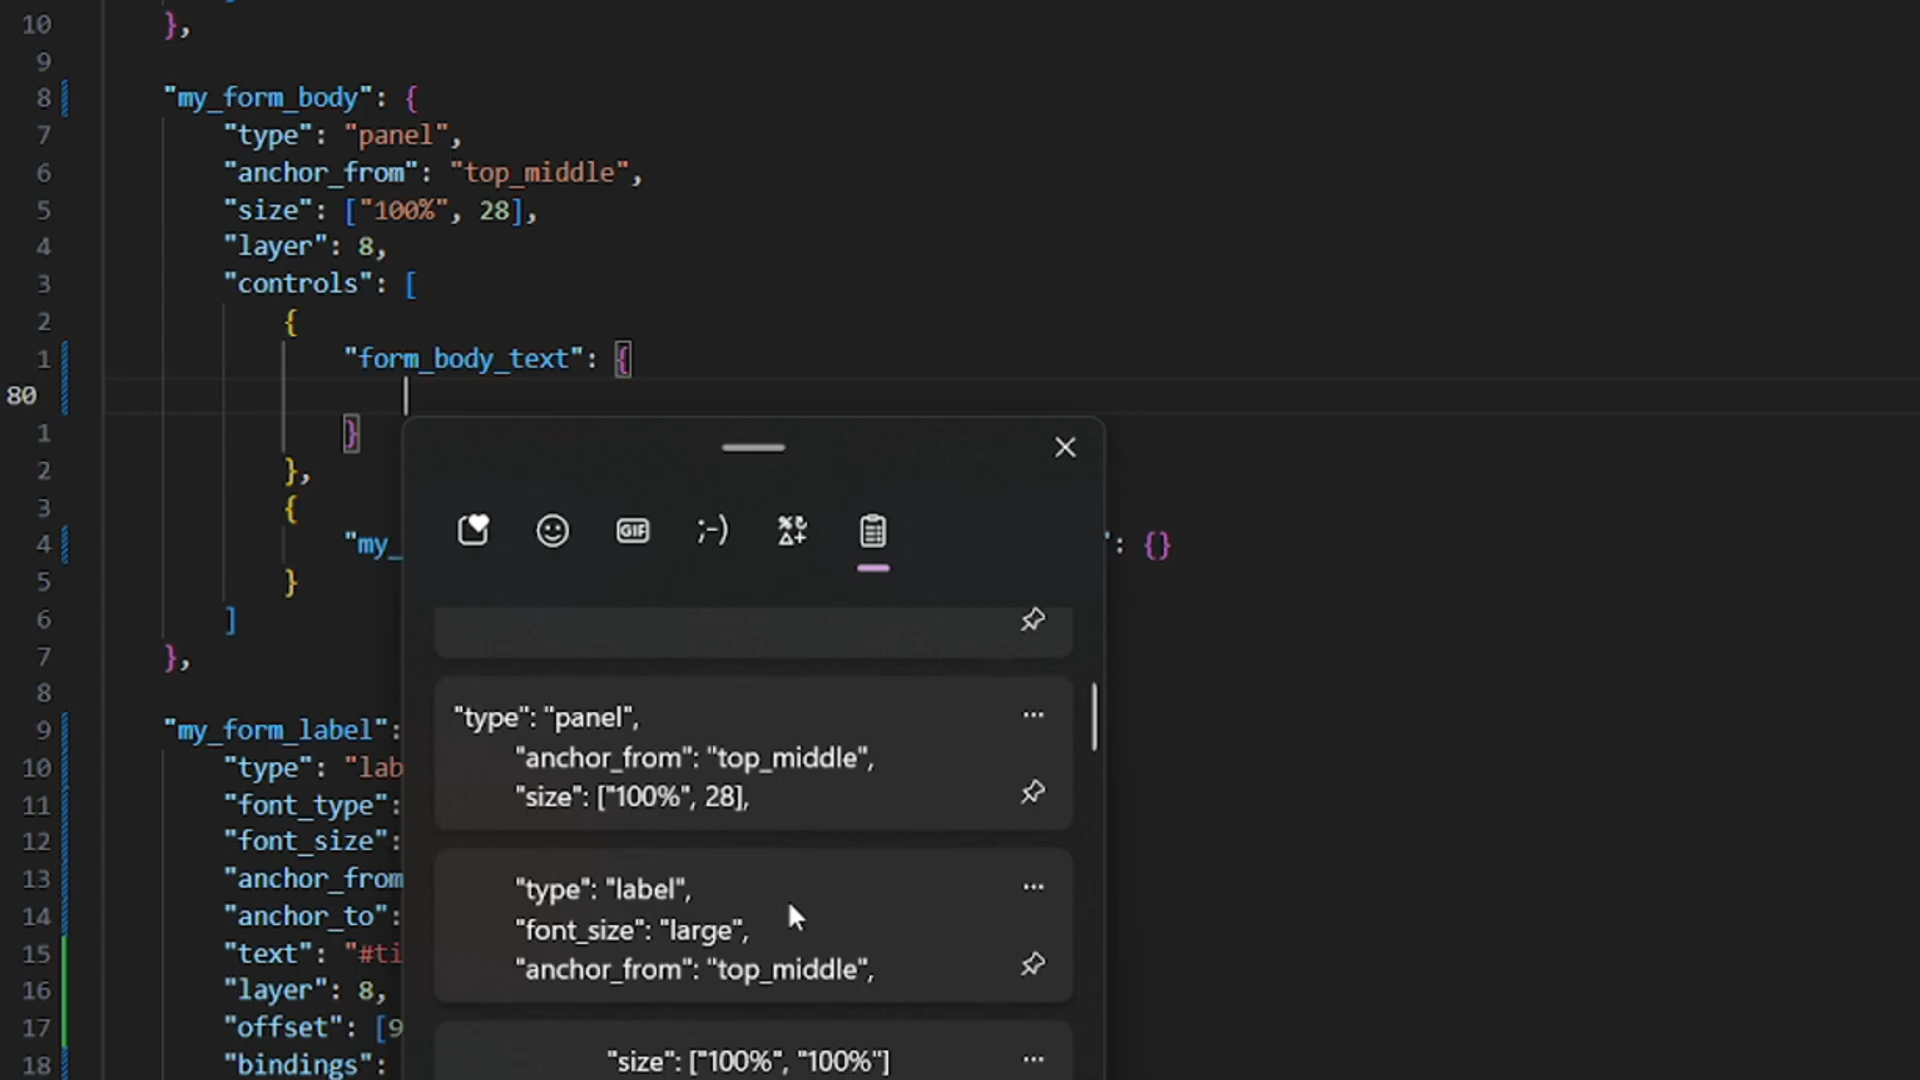 10 },
9
8 "my_form_body": {
7 "type": "panel",
6 "anchor_from": "top_middle",
5 "size": ["100%", 28],
4 "layer": 8,
3 "controls": [
2 {
1 "form_body_text": {
80
1 }
2 },
3 {
4 "my_ ": {}
5 }
6 ]
7 },
8
9 "my_form_label":
10 "type": "lab
11 "font_type":
12 "font_size":
13 "anchor_from
14 "anchor_to":
15 "text": "#ti
16 "layer": 8,
17 "offset": [9
18 "bindings":
GIF
;-)
"type": "panel",
"anchor_from": "top_middle",
"size": ["100%", 28],
"type": "label",
"font_size": "large",
"anchor_from": "top_middle",
"size": ["100%", "100%"]